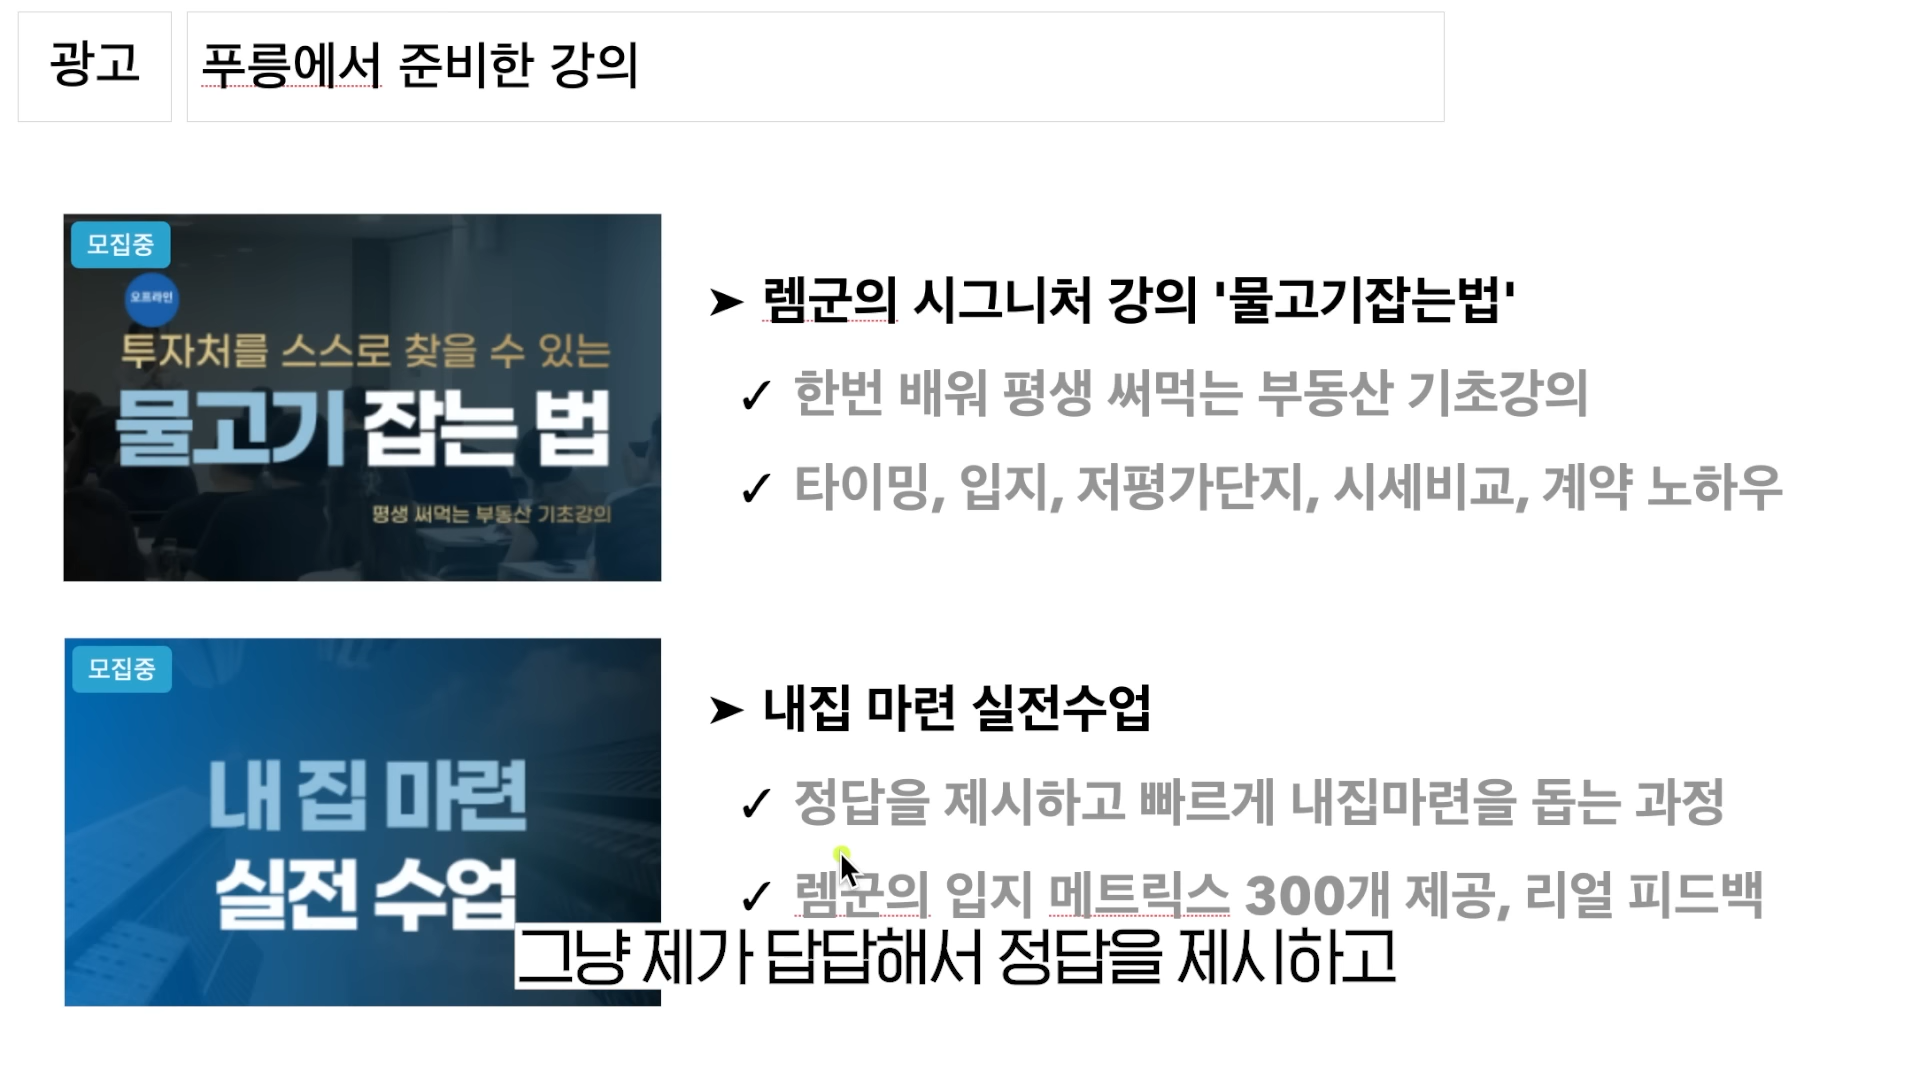 광고
푸릉에서 준비한 강의
모집중
오프라인
투자처를 스스로 찾을 수 있는
물고기 잡는 법
평생 써먹는 부동산 기초강의
➤ 렘군의 시그니처 강의 '물고기잡는법'
✓ 한번 배워 평생 써먹는 부동산 기초강의
✓ 타이밍, 입지, 저평가단지, 시세비교, 계약 노하우
모집중
내 집 마련
실전 수업
➤ 내집 마련 실전수업
✓ 정답을 제시하고 빠르게 내집마련을 돕는 과정
✓ 렘군의 입지 메트릭스 300개 제공, 리얼 피드백
그냥 제가 답답해서 정답을 제시하고